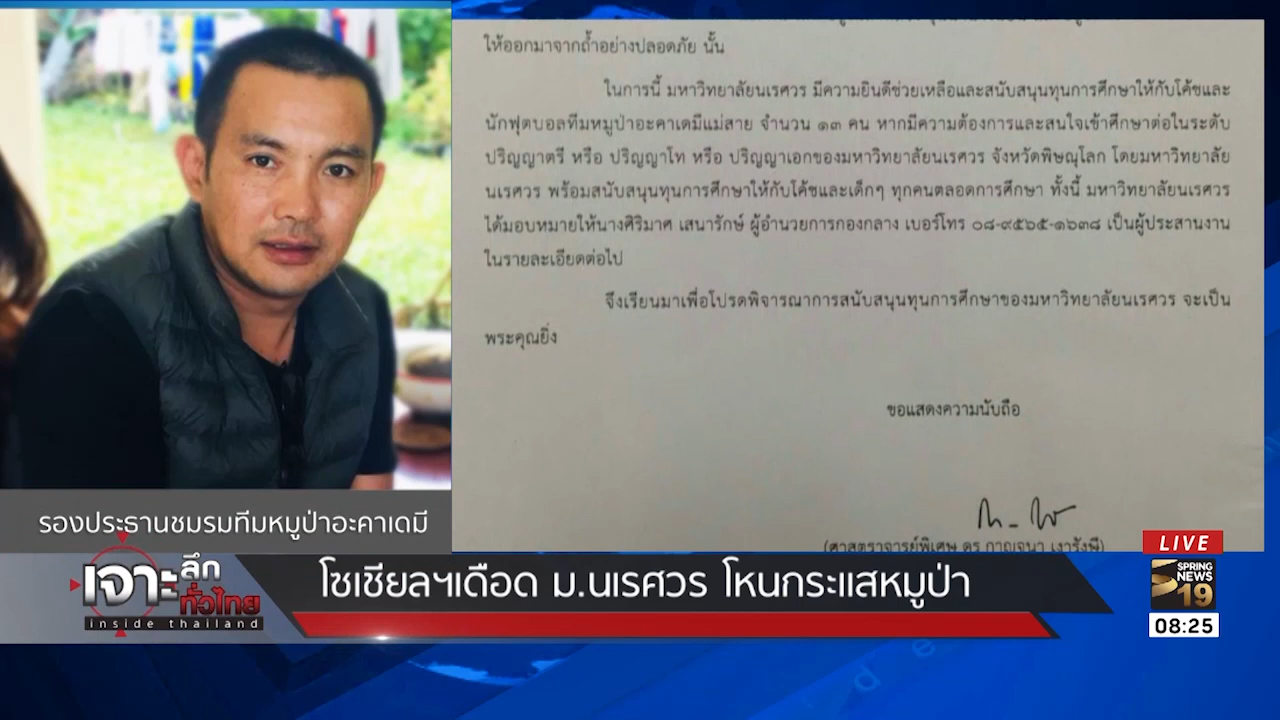 ให้ออกมาจากถ้ำอย่างปลอดภัย นั้น
ในการนี้ มหาวิทยาลัยนเรศวร มีความยินดีช่วยเหลือและสนับสนุนทุนการศึกษาให้กับโค้ชและ
นักฟุตบอลทีมหมูป่าอะคาเดมีแม่สาย จำนวน ๑๓ คน หากมีความต้องการและสนใจเข้าศึกษาต่อในระดับ
ปริญญาตรี หรือ ปริญญาโท หรือ ปริญญาเอกของมหาวิทยาลัยนเรศวร จังหวัดพิษณุโลก โดยมหาวิทยาลัย
นเรศวร พร้อมสนับสนุนทุนการศึกษาให้กับโค้ชและเด็กๆ ทุกคนตลอดการศึกษา ทั้งนี้ มหาวิทยาลัยนเรศวร
ได้มอบหมายให้นางศิริมาศ เสนารักษ์ ผู้อำนวยการกองกลาง เบอร์โทร ๐๘-๙๕๖๕-๑๖๓๘ เป็นผู้ประสานงาน
ในรายละเอียดต่อไป
จึงเรียนมาเพื่อโปรดพิจารณาการสนับสนุนทุนการศึกษาของมหาวิทยาลัยนเรศวร จะเป็น
พระคุณยิ่ง
ขอแสดงความนับถือ
(ศาสตราจารย์พิเศษ ดร.กาญจนา เงารังษี)
รองประธานชมรมทีมหมูป่าอะคาเดมี
เจาะลึกทั่วไทย
inside thailand
โซเชียลฯเดือด ม.นเรศวร โหนกระแสหมูป่า
LIVE
SPRING
NEWS
19
08:25